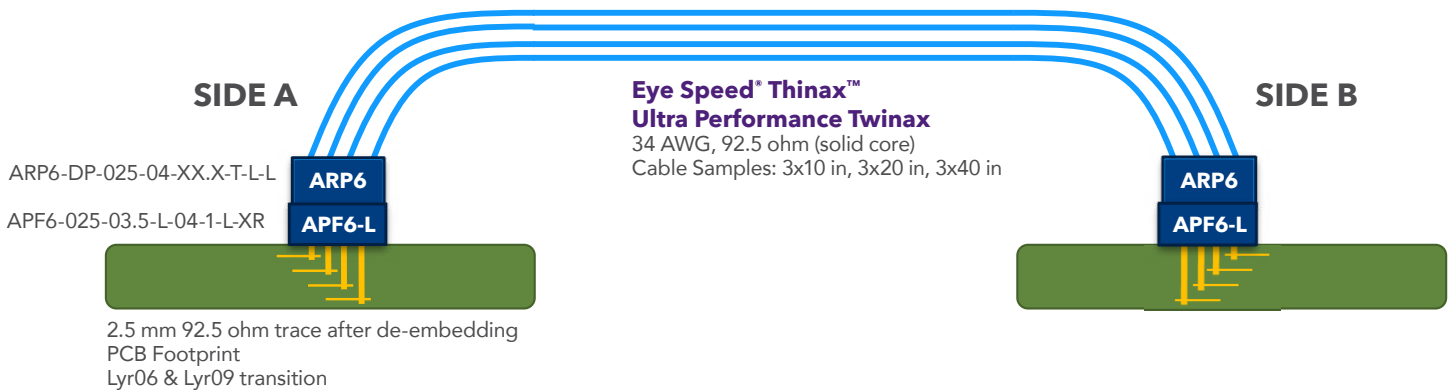 SIDE A
Eye Speed® Thinax™
Ultra Performance Twinax
34 AWG, 92.5 ohm (solid core)
Cable Samples: 3x10 in, 3x20 in, 3x40 in
SIDE B
ARP6-DP-025-04-XX.X-T-L-L
ARP6
ARP6
APF6-025-03.5-L-04-1-L-XR
APF6-L
APF6-L
2.5 mm 92.5 ohm trace after de-embedding
PCB Footprint
Lyr06 & Lyr09 transition